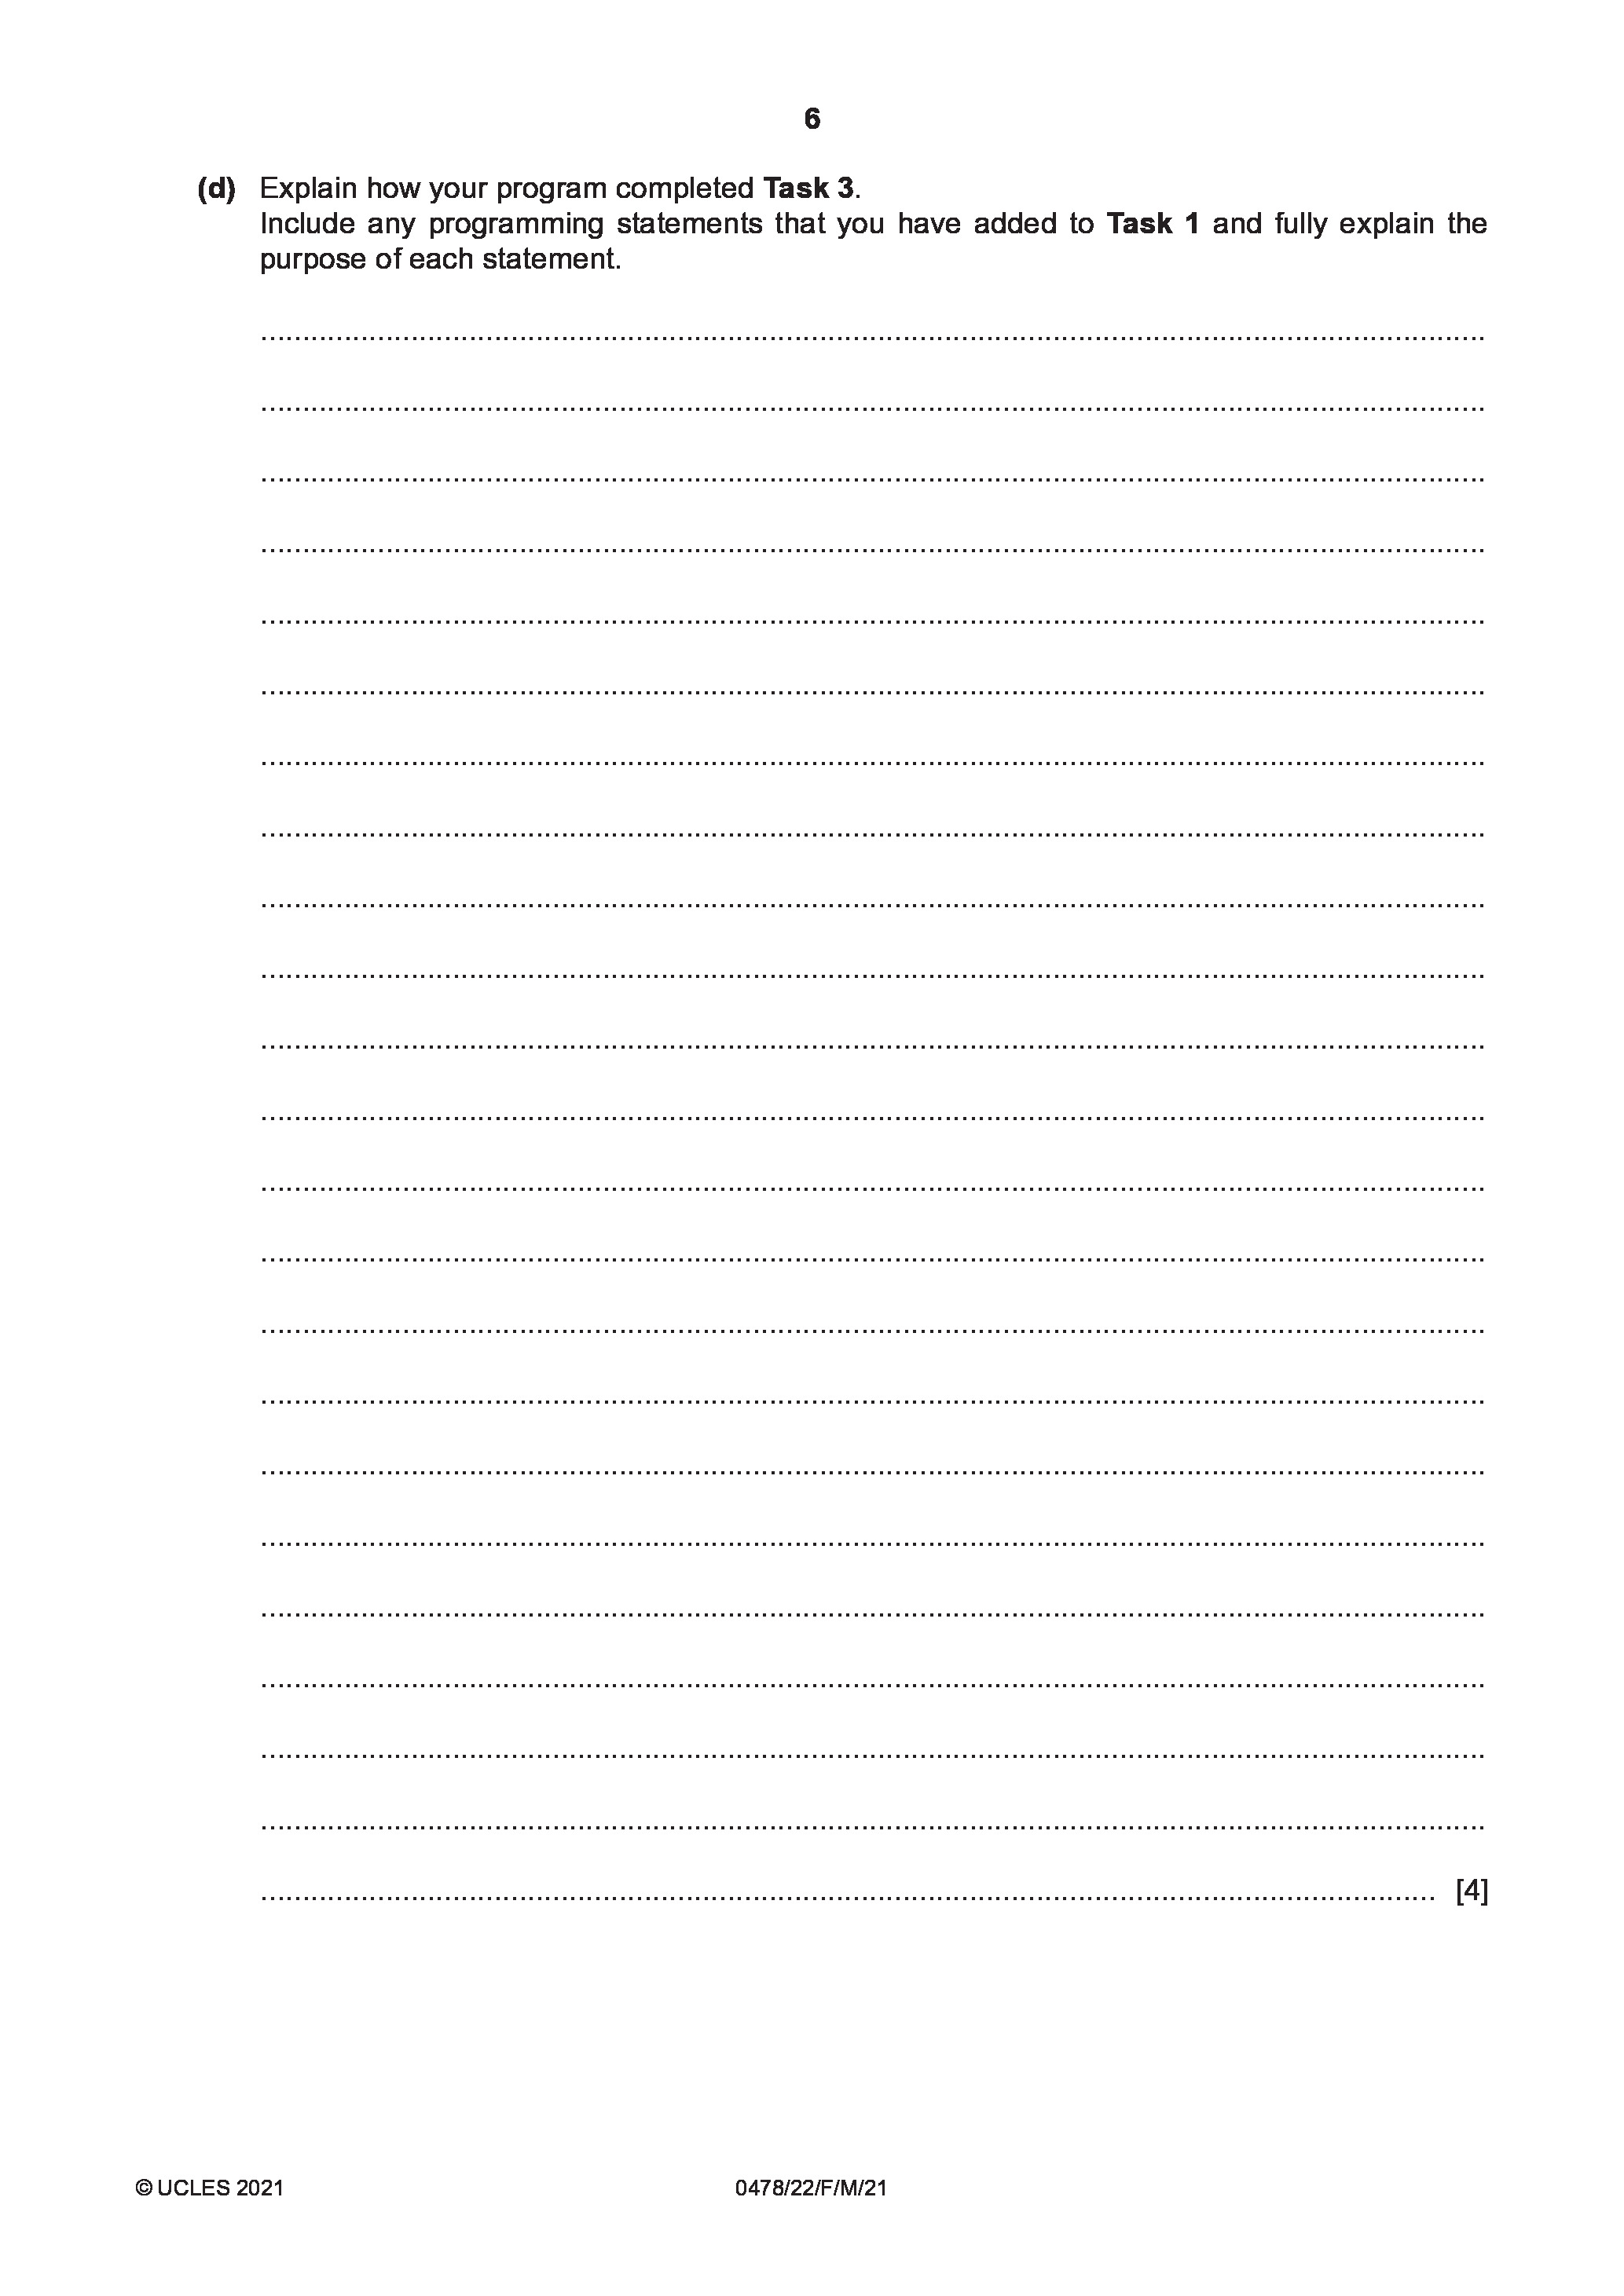 6
(d) Explain how your program completed Task 3.
Include any programming statements that you have added to Task 1 and fully explain the
purpose of each statement.
[4]
© UCLES 2021
0478/22/F/M/21